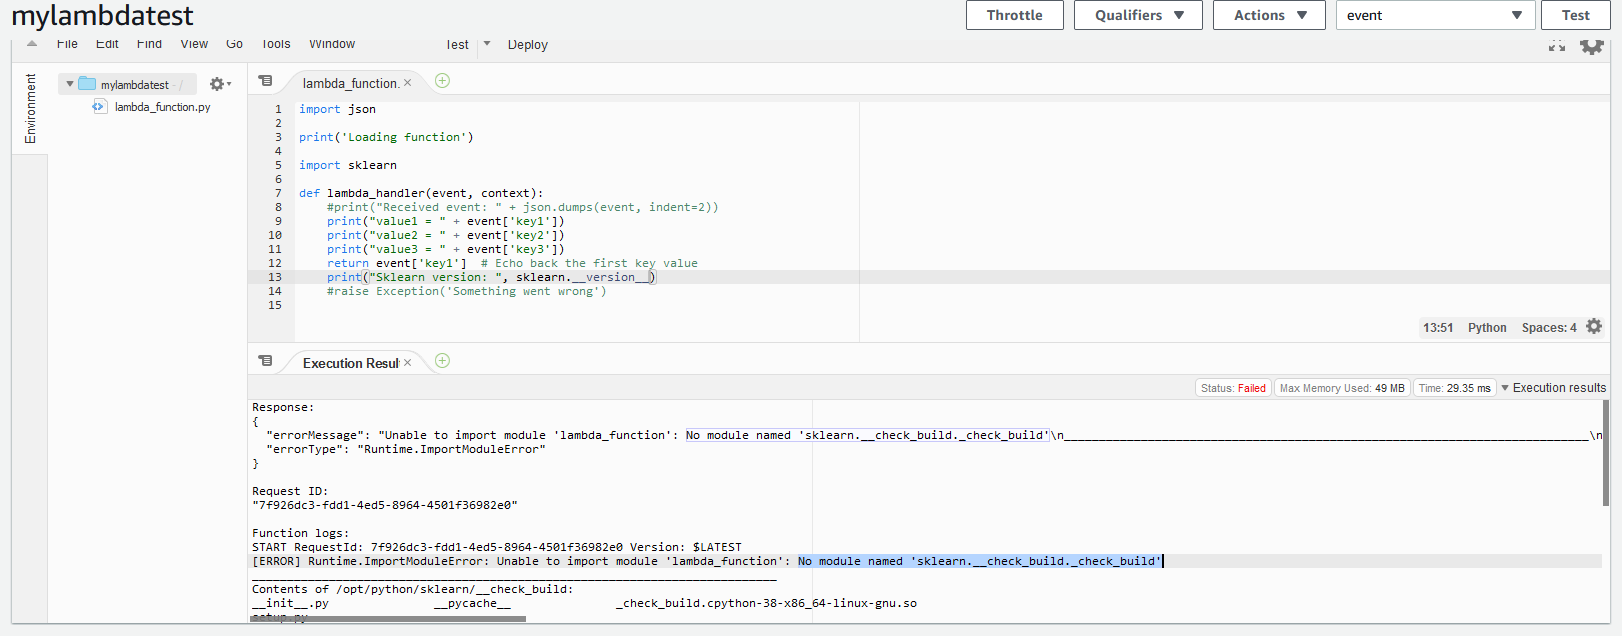 mylambdatest
Throttle Qualifiers Actions event Test
File Edit Find View Go Tools Window Test Deploy
Environment
mylambdatest - /
lambda_function.py
lambda_function.
1 import json
2
3 print('Loading function')
4
5 import sklearn
6
7 def lambda_handler(event, context):
8 #print("Received event: " + json.dumps(event, indent=2))
9 print("value1 = " + event['key1'])
10 print("value2 = " + event['key2'])
11 print("value3 = " + event['key3'])
12 return event['key1']  # Echo back the first key value
13 print("Sklearn version: ", sklearn.__version__)
14 #raise Exception('Something went wrong')
15
13:51 Python Spaces: 4
Execution Resul
Status: Failed Max Memory Used: 49 MB Time: 29.35 ms Execution results
Response:
{
"errorMessage": "Unable to import module 'lambda_function': No module named 'sklearn.__check_build._check_build'\n___________________________________________________________________________\n
"errorType": "Runtime.ImportModuleError"
}
Request ID:
"7f926dc3-fdd1-4ed5-8964-4501f36982e0"
Function logs:
START RequestId: 7f926dc3-fdd1-4ed5-8964-4501f36982e0 Version: $LATEST
[ERROR] Runtime.ImportModuleError: Unable to import module 'lambda_function': No module named 'sklearn.__check_build._check_build'
___________________________________________________________________________
Contents of /opt/python/sklearn/__check_build:
__init__.py __pycache__ _check_build.cpython-38-x86_64-linux-gnu.so
setup.py